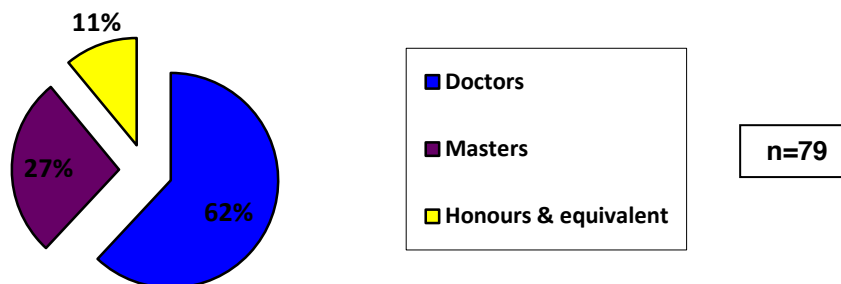 11%
27%
62%
Doctors
Masters
Honours & equivalent
n=79